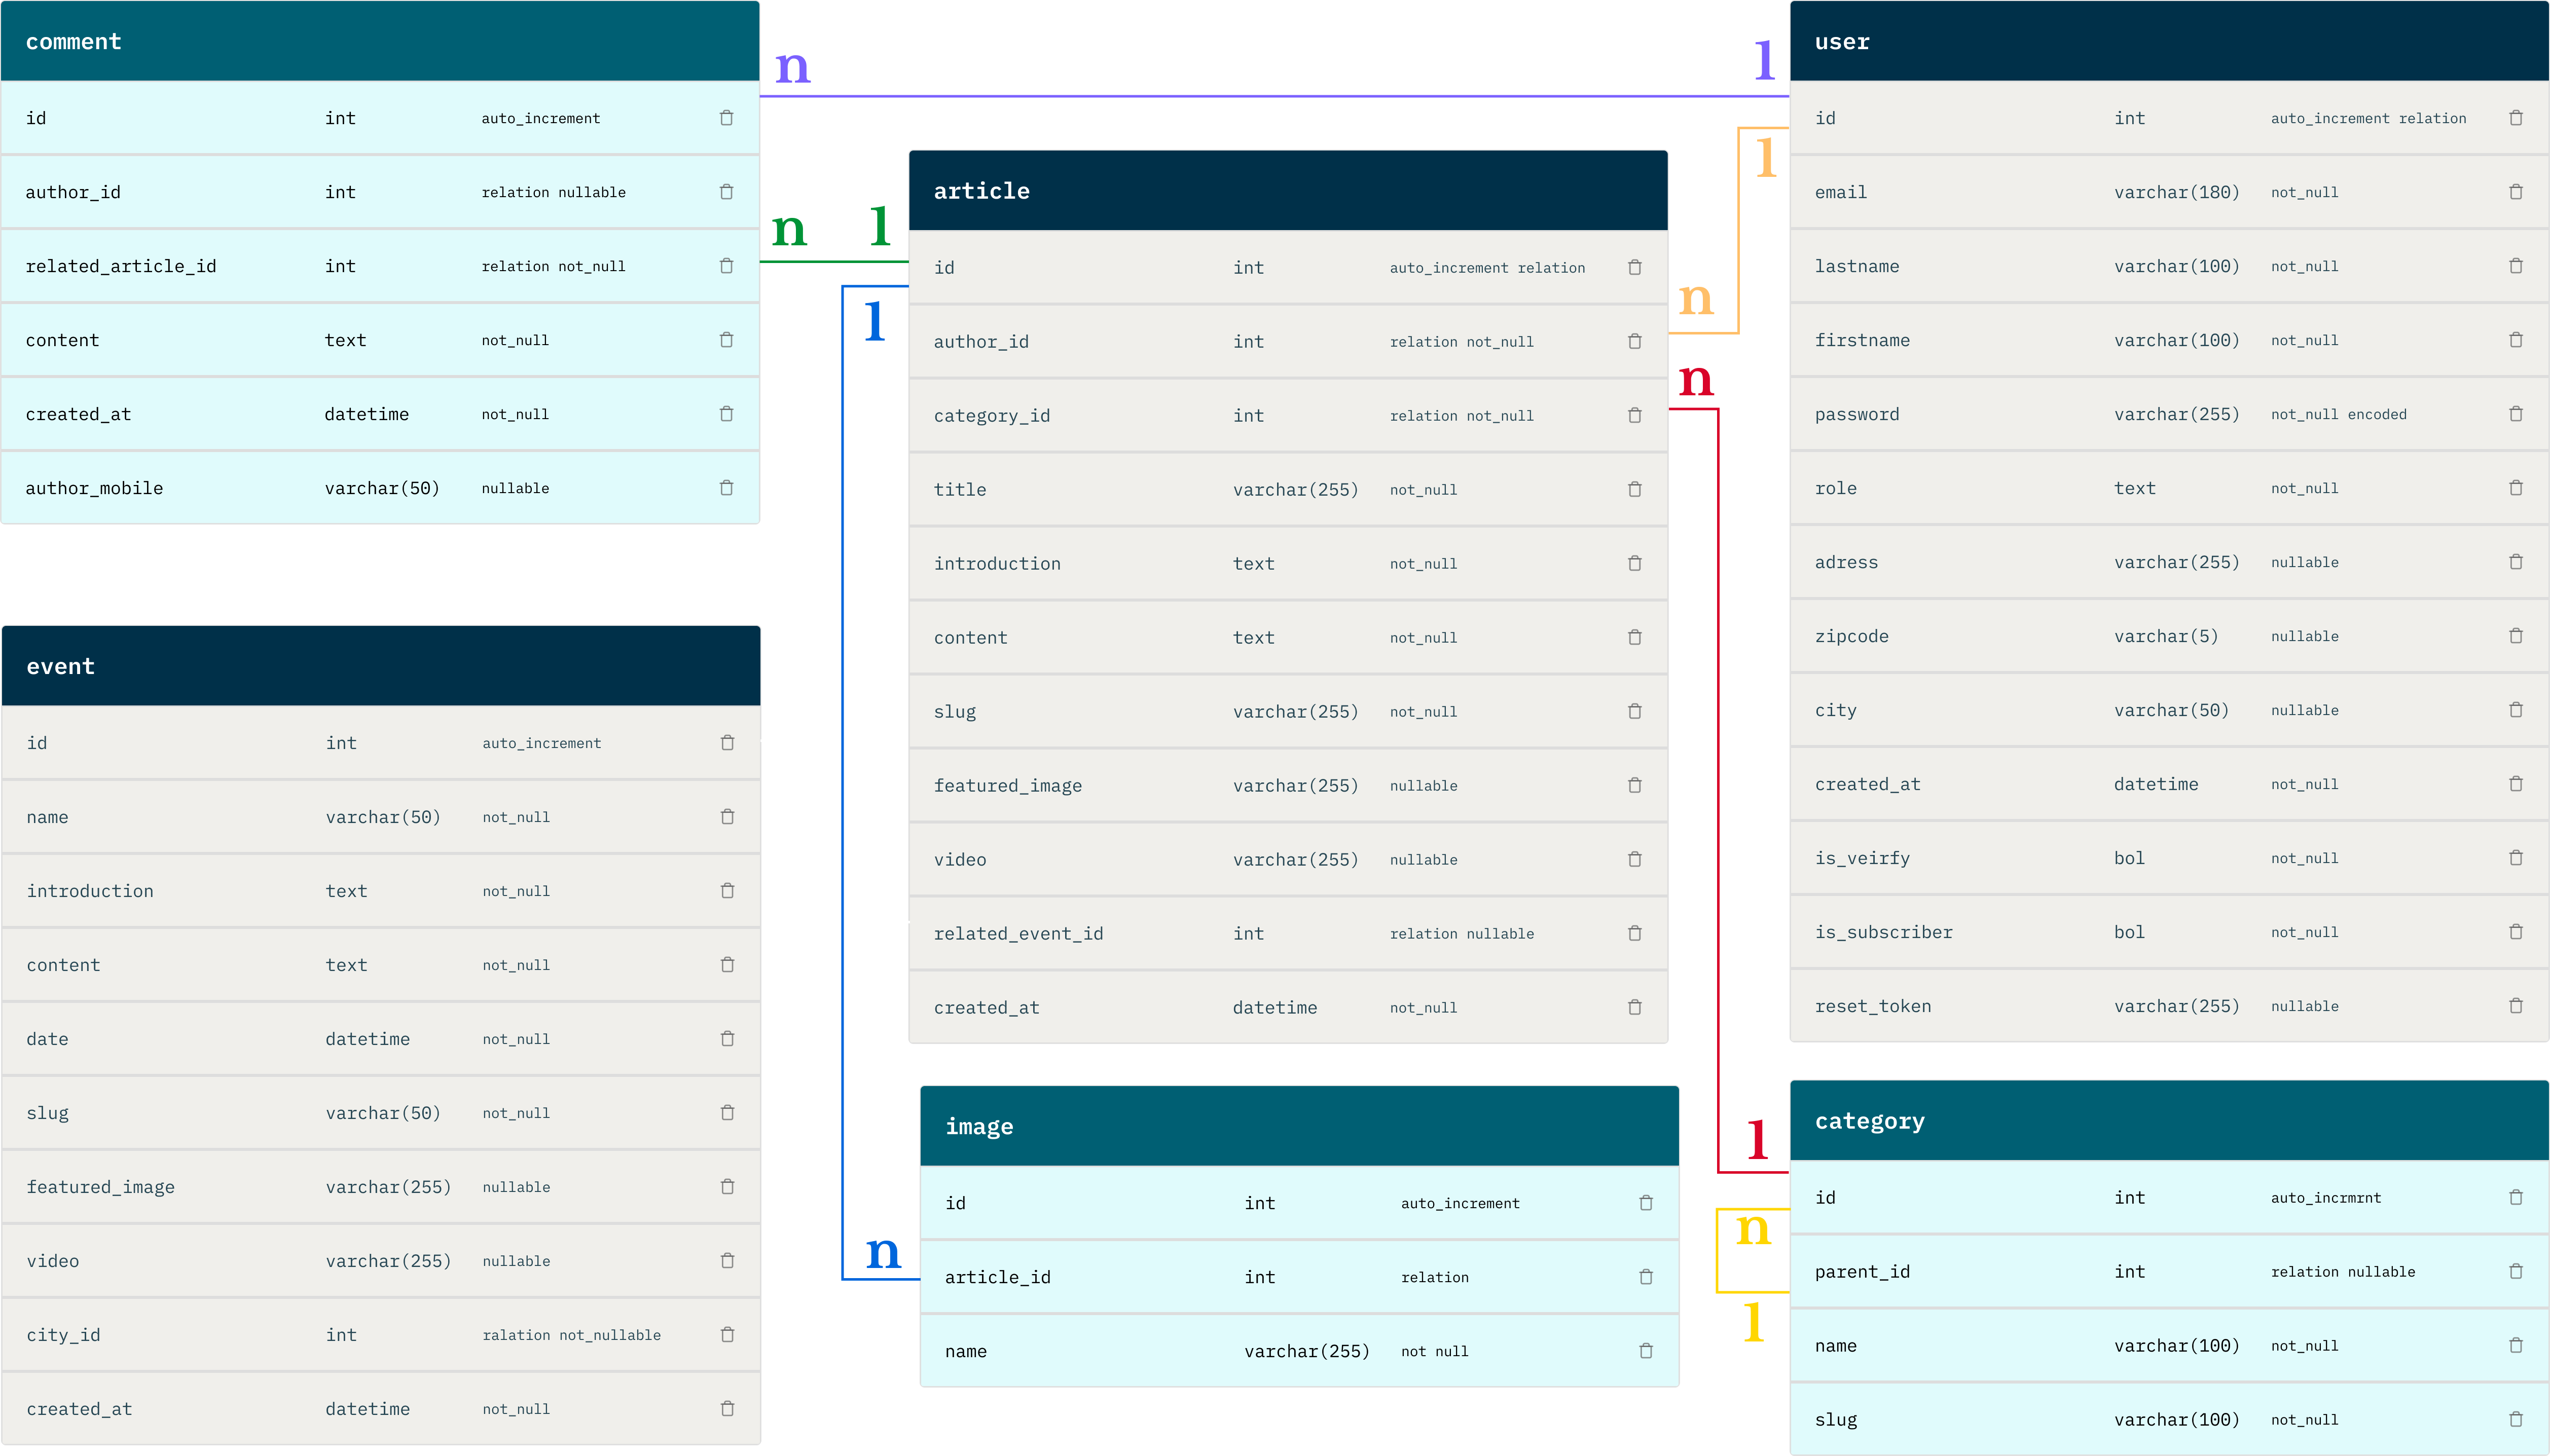 comment
id int auto_increment
author_id int relation nullable
related_article_id int relation not_null
content text not_null
created_at datetime not_null
author_mobile varchar(50) nullable
n
1
n 1
1
event
id int auto_increment
name varchar(50) not_null
introduction text not_null
content text not_null
date datetime not_null
slug varchar(50) not_null
featured_image varchar(255) nullable
video varchar(255) nullable
city_id int ralation not_nullable
created_at datetime not_null
article
id int auto_increment relation
author_id int relation not_null
category_id int relation not_null
title varchar(255) not_null
introduction text not_null
content text not_null
slug varchar(255) not_null
featured_image varchar(255) nullable
video varchar(255) nullable
related_event_id int relation nullable
created_at datetime not_null
n
image
id int auto_increment
article_id int relation
name varchar(255) not null
1
n
n
user
id int auto_increment relation
email varchar(180) not_null
lastname varchar(100) not_null
firstname varchar(100) not_null
password varchar(255) not_null encoded
role text not_null
adress varchar(255) nullable
zipcode varchar(5) nullable
city varchar(50) nullable
created_at datetime not_null
is_veirfy bol not_null
is_subscriber bol not_null
reset_token varchar(255) nullable
1
n
1
category
id int auto_incrmrnt
parent_id int relation nullable
name varchar(100) not_null
slug varchar(100) not_null